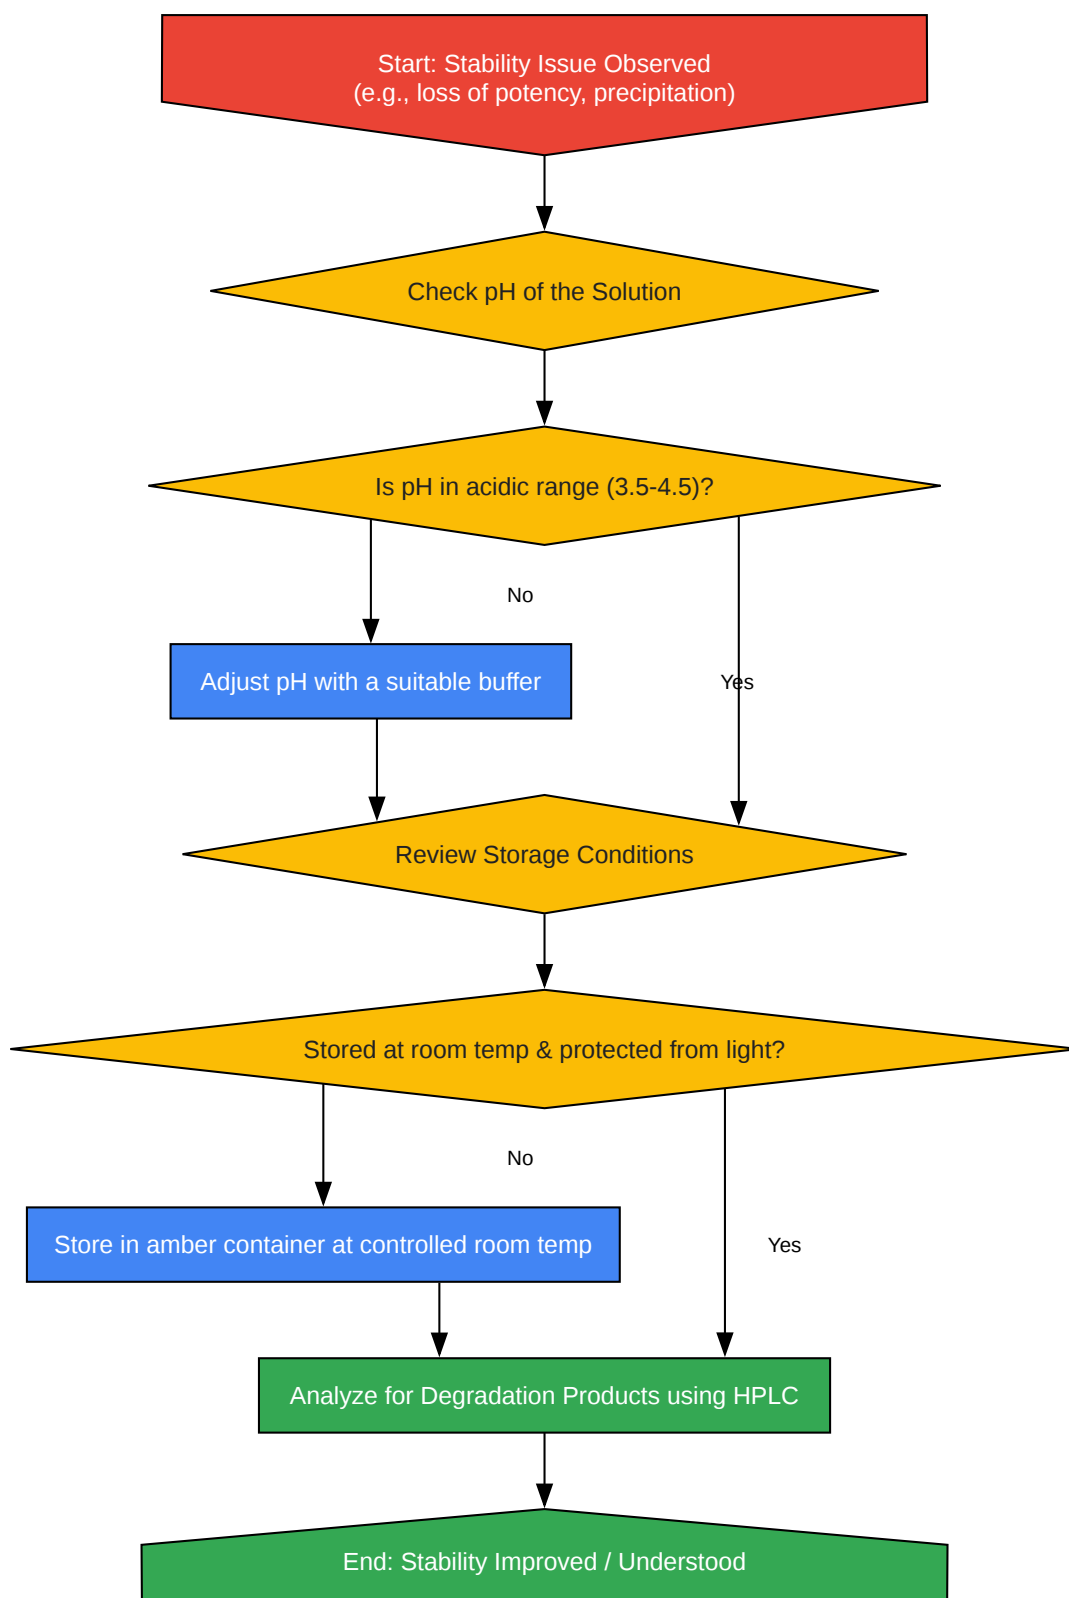 Start: Stability Issue Observed
(e.g., loss of potency, precipitation)
Check pH of the Solution
Is pH in acidic range (3.5-4.5)?
No
Adjust pH with a suitable buffer
Yes
Review Storage Conditions
Stored at room temp & protected from light?
No
Store in amber container at controlled room temp
Yes
Analyze for Degradation Products using HPLC
End: Stability Improved / Understood